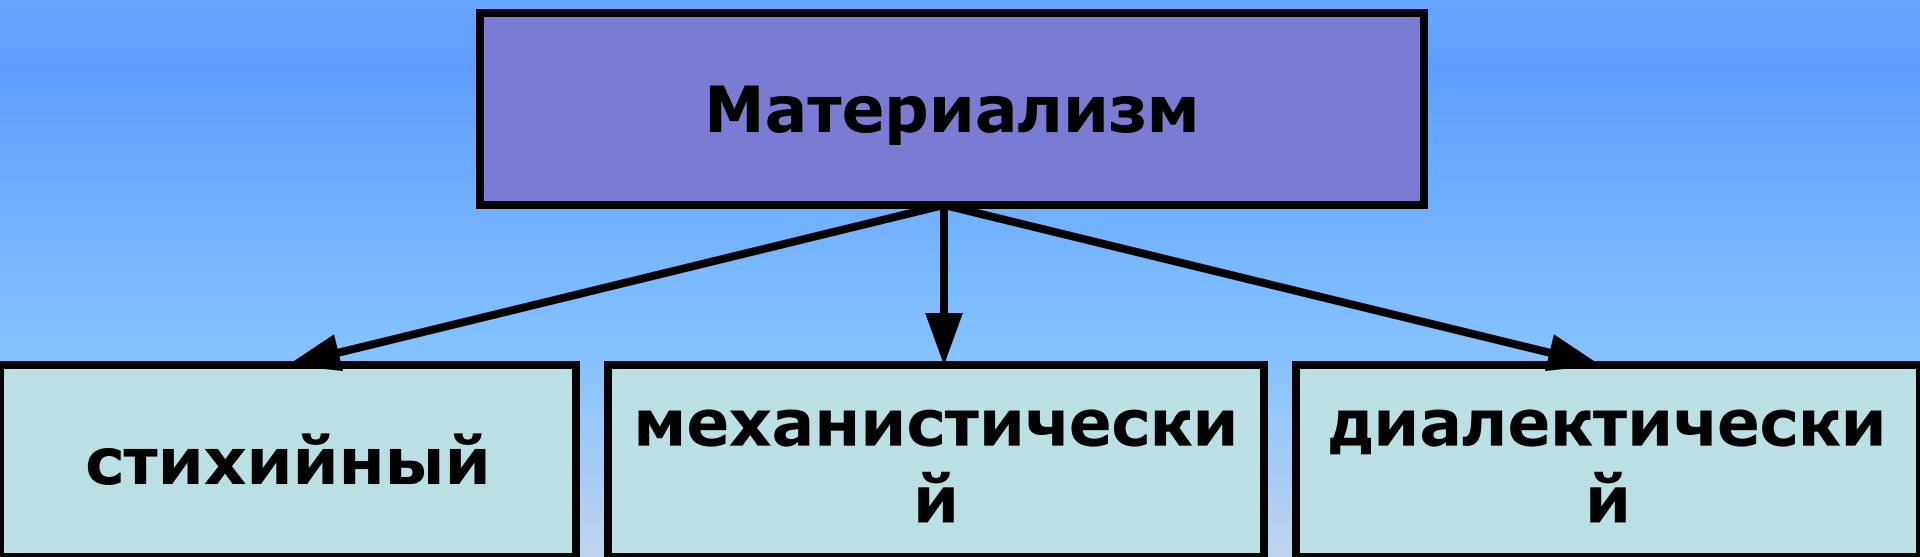 Материализм
стихийный
механистически
й
диалектически
й